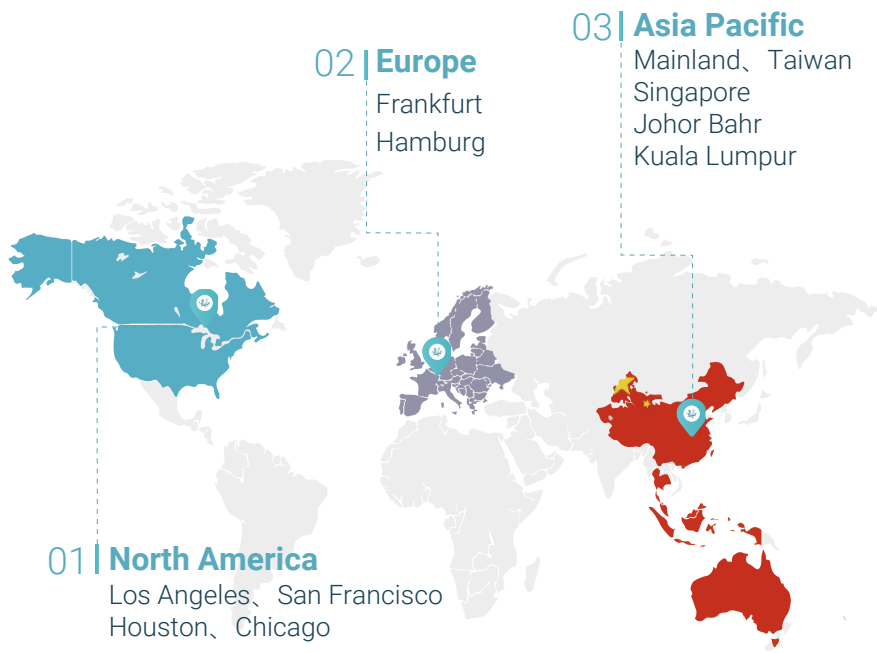 01 North America
Los Angeles、San Francisco
Houston、Chicago
02 Europe
Frankfurt
Hamburg
03 Asia Pacific
Mainland、Taiwan
Singapore
Johor Bahr
Kuala Lumpur